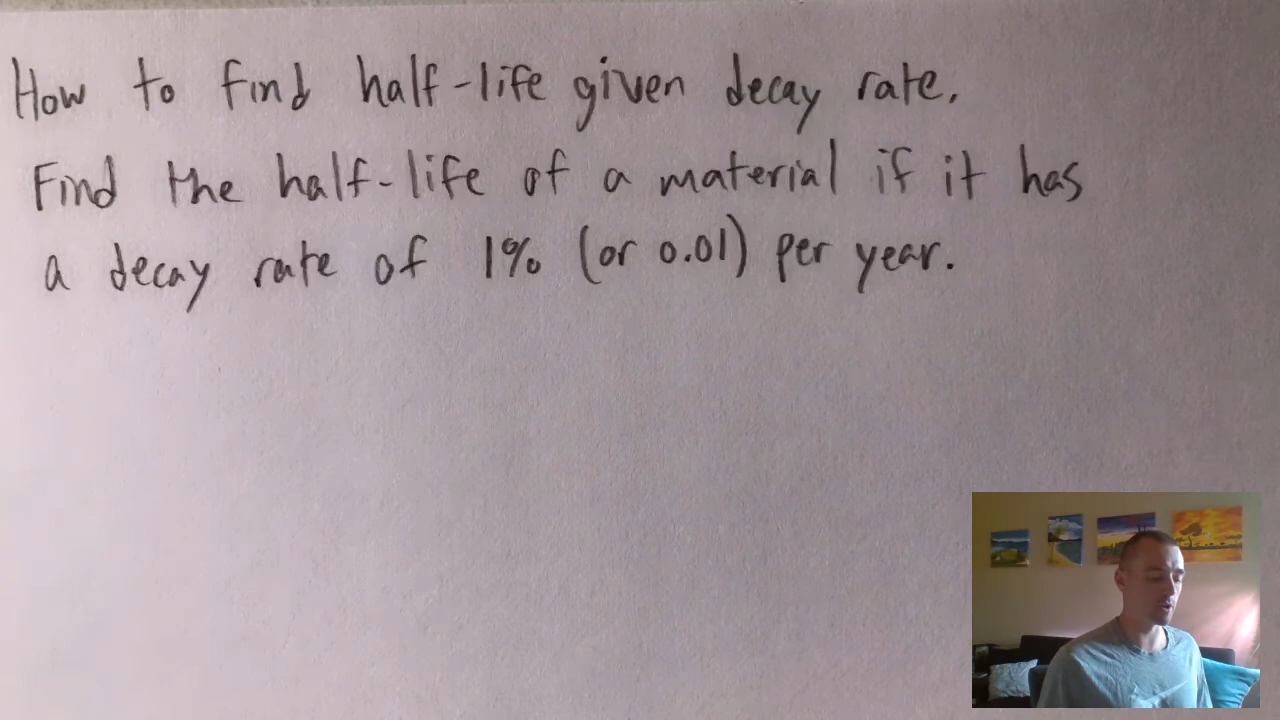 How to find half-life given decay rate.
Find the half-life of a material if it has
a decay rate of 1% (or 0.01) per year.